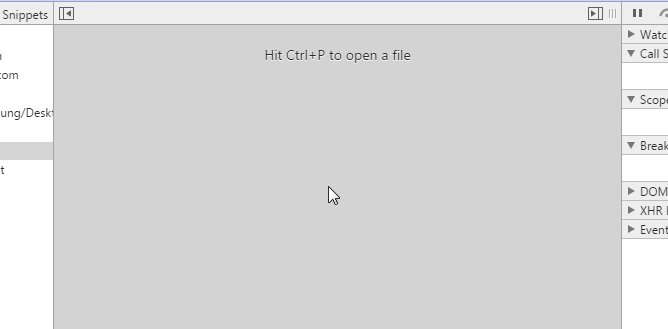 Snippets
com
ung/Deskt
t
Hit Ctrl+P to open a file
Watc
Call S
Scope
Break
DOM
XHR
Event